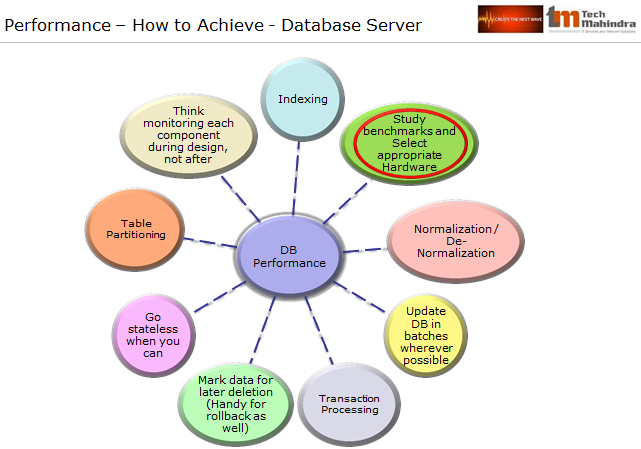 Performance – How to Achieve - Database Server
CREATE THE NEXT WAVE
tm Tech
Mahindra
IT Services and Telecom Solutions
Indexing
Think
monitoring each
component
during design,
not after
Study
benchmarks and
Select
appropriate
Hardware
Table
Partitioning
DB
Performance
Normalization /
De-
Normalization
Go
stateless
when you
can
Update
DB in
batches
wherever
possible
Mark data for
later deletion
(Handy for
rollback as
well)
Transaction
Processing